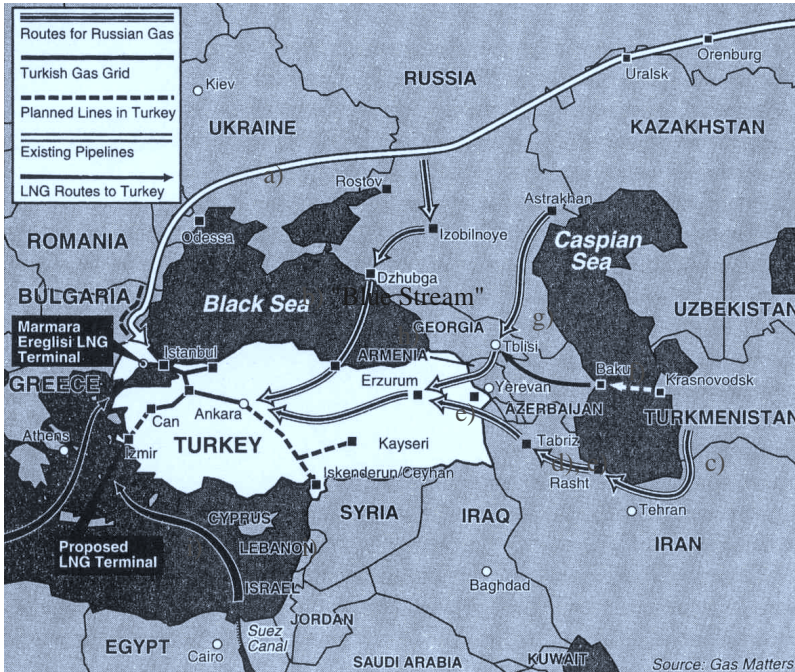 Routes for Russian Gas
Turkish Gas Grid
Planned Lines in Turkey
Existing Pipelines
LNG Routes to Turkey
Orenburg
Uralsk
RUSSIA
Kiev
UKRAINE
KAZAKHSTAN
a)
Rostov
Astrakhan
Odessa
Izobilnoye
ROMANIA
Caspian
Sea
Dzhubga
BULGARIA
Black Sea
"Blue Stream"
UZBEKISTAN
g)
GEORGIA
Marmara
Ereglisi LNG
Terminal
Istanbul
Tblisi
ARMENIA
Erzurum
Baku
Krasnovodsk
GREECE
Yerevan
Ankara
Can
e)
AZERBAIJAN
TURKMENISTAN
Athens
Izmir
TURKEY
Kayseri
Tabriz
d)
c)
Rasht
Iskenderun/Ceyhan
Tehran
CYPRUS
SYRIA
IRAQ
Proposed
LNG Terminal
LEBANON
IRAN
ISRAEL
Baghdad
JORDAN
Suez
Canal
EGYPT
Cairo
SAUDI ARABIA
KUWAIT
Source: Gas Matters